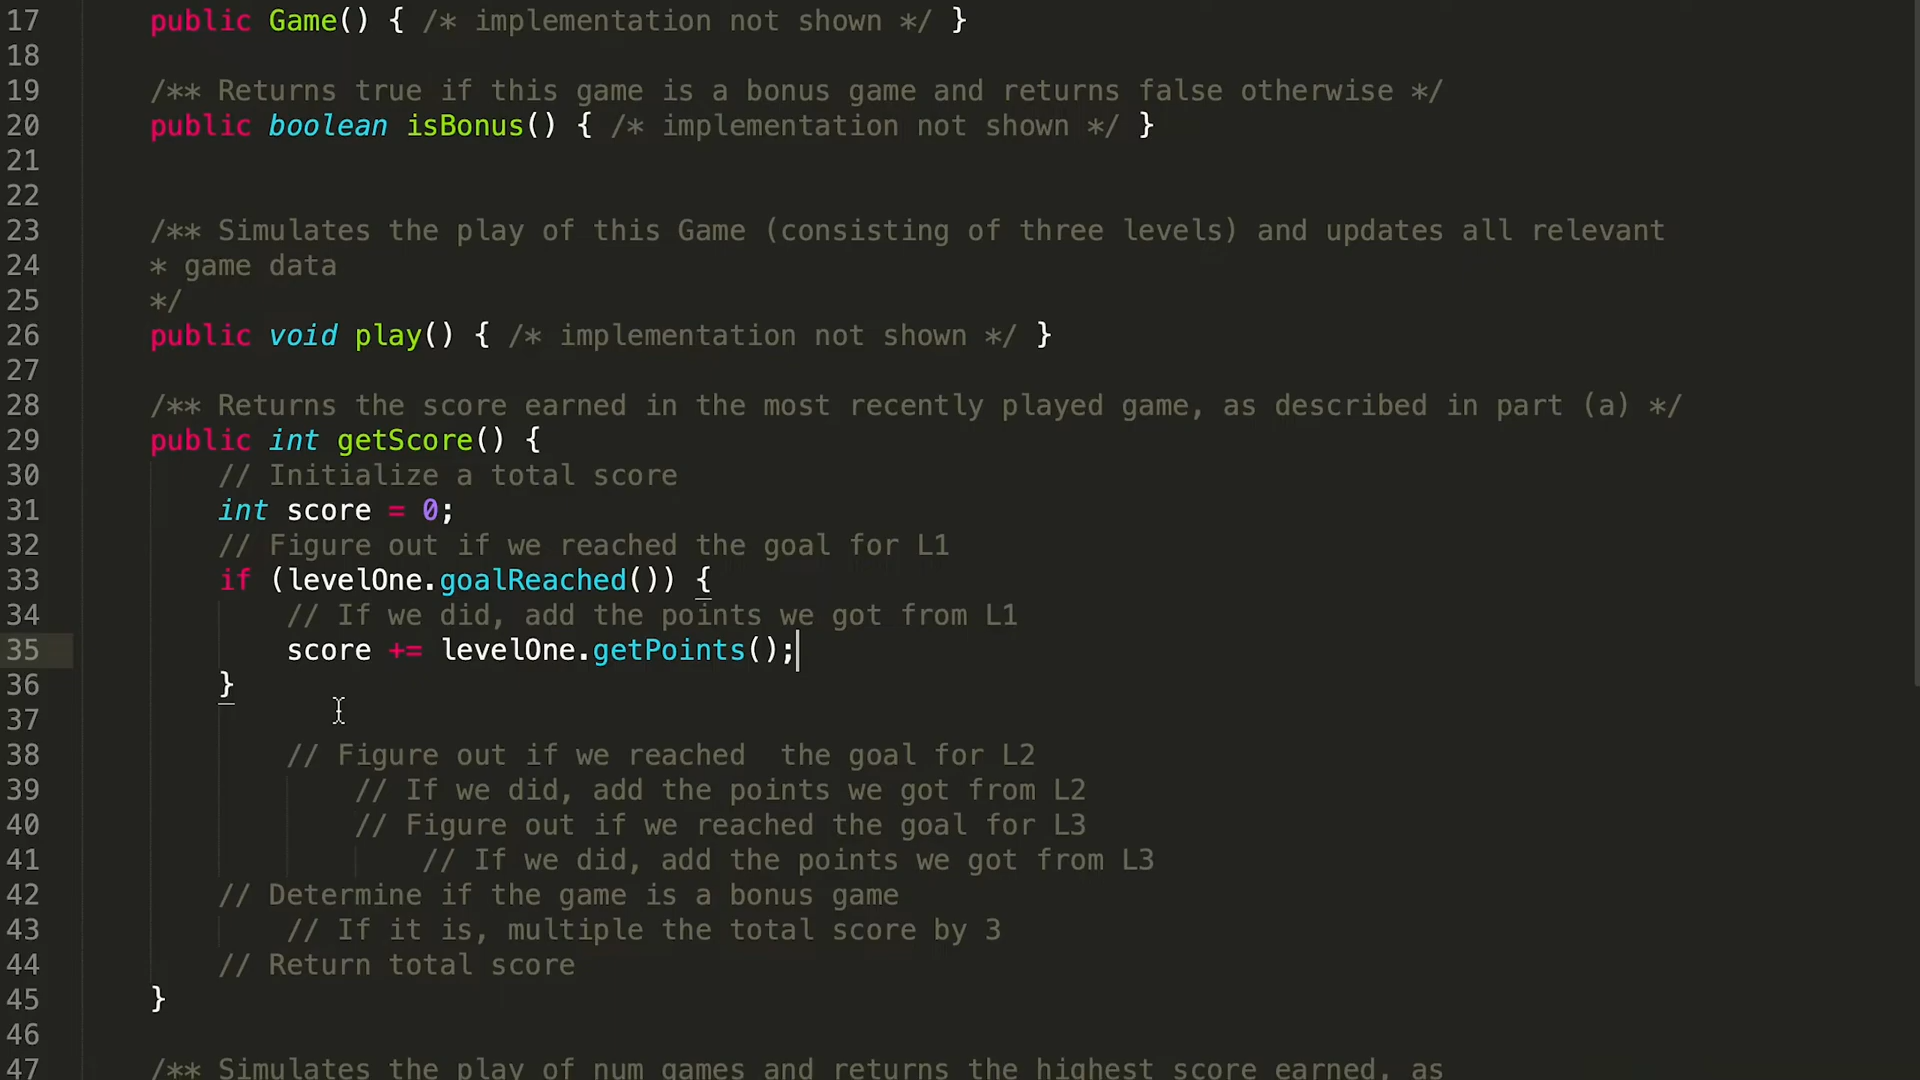 17 public Game() { /* implementation not shown */ }
18
19 /** Returns true if this game is a bonus game and returns false otherwise */
20 public boolean isBonus() { /* implementation not shown */ }
21
22
23 /** Simulates the play of this Game (consisting of three levels) and updates all relevant
24 * game data
25 */
26 public void play() { /* implementation not shown */ }
27
28 /** Returns the score earned in the most recently played game, as described in part (a) */
29 public int getScore() {
30 // Initialize a total score
31 int score = 0;
32 // Figure out if we reached the goal for L1
33 if (levelOne.goalReached()) {
34 // If we did, add the points we got from L1
35 score += levelOne.getPoints();
36 }
37
38 // Figure out if we reached  the goal for L2
39 // If we did, add the points we got from L2
40 // Figure out if we reached the goal for L3
41 // If we did, add the points we got from L3
42 // Determine if the game is a bonus game
43 // If it is, multiple the total score by 3
44 // Return total score
45 }
46
47 /** Simulates the play of num games and returns the highest score earned, as